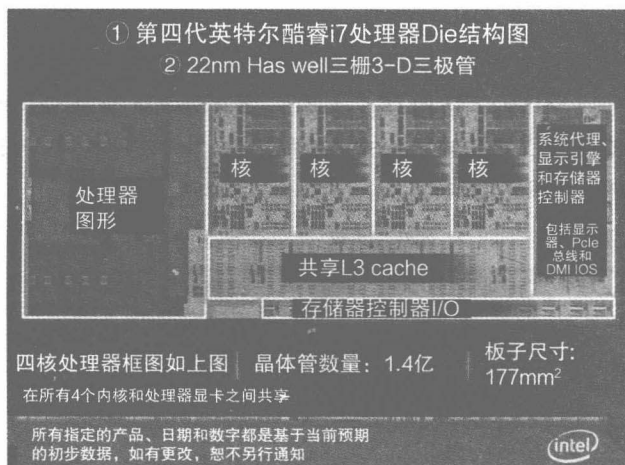 ① 第四代英特尔酷睿i7处理器Die结构图
② 22nm Has well三栅3-D三极管
处理器
图形
核
核
核
核
系统代理、
显示引擎
和存储器
控制器
包括显示
器、Pcle
总线和
DMI IOS
共享L3 cache
存储器控制器I/O
四核处理器框图如上图
晶体管数量：1.4亿
板子尺寸:
177mm²
在所有4个内核和处理器显卡之间共享
所有指定的产品、日期和数字都是基于当前预期
的初步数据，如有更改，恕不另行通知
intel